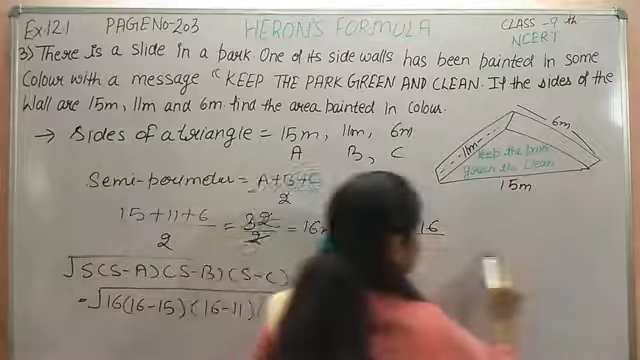 Ex.12.1 PAGE NO-203 HERON'S FORMULA CLASS-9th
NCERT
3) There is a slide in a park. One of its side walls has been painted in some
colour with a message "KEEP THE PARK GREEN AND CLEAN. If the sides of the
wall are 15m, 11m and 6m. find the area painted in colour.
→ Sides of a triangle = 15m, 11m, 6m
A B, C
11m 6m
keep the park
green the clean
15m
Semi-perimeter = A+B+C
2
15+11+6 = 32 = 16 16
2 2
√S(S-A)(S-B)(S-C)
=√16(16-15)(16-11)